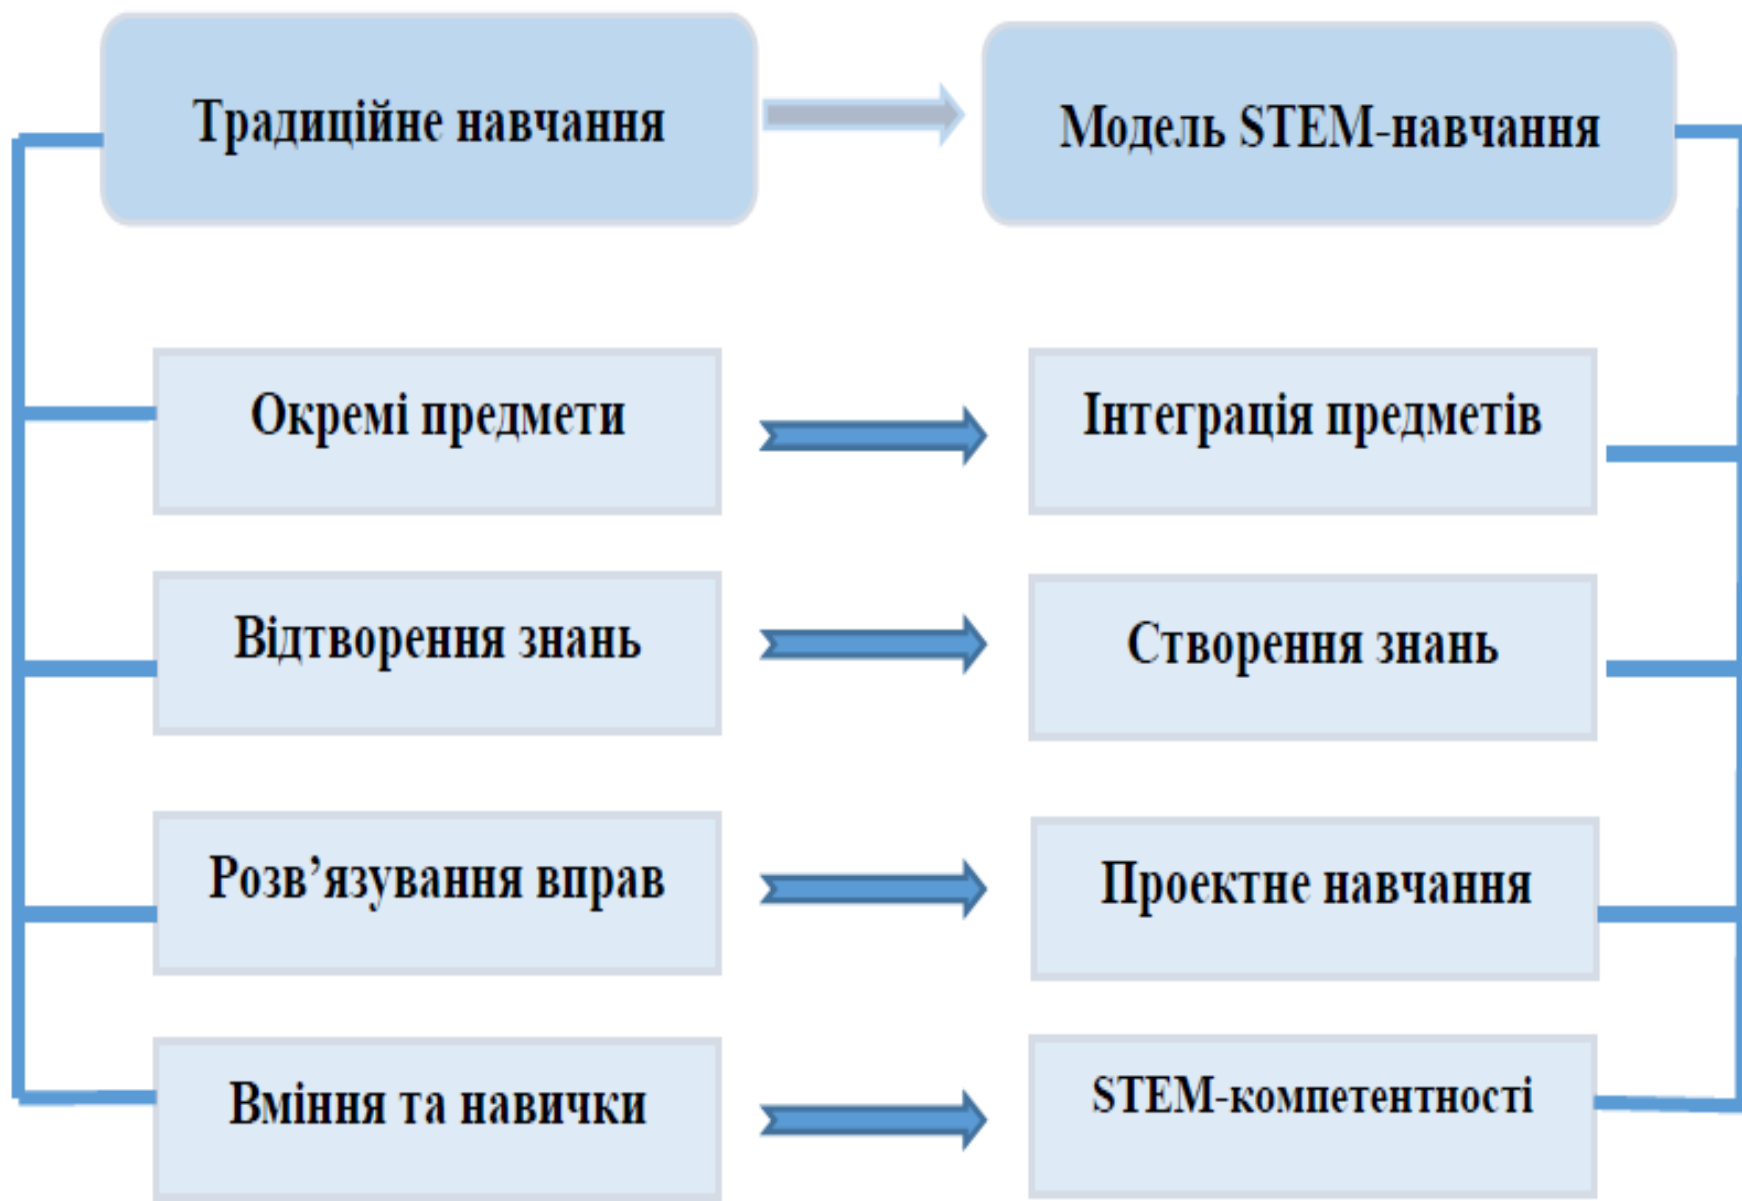 Традиційне навчання
Модель STEM-навчання
Окремі предмети
Інтеграція предметів
Відтворення знань
Створення знань
Розв’язування вправ
Проектне навчання
Вміння та навички
STEM-компетентності